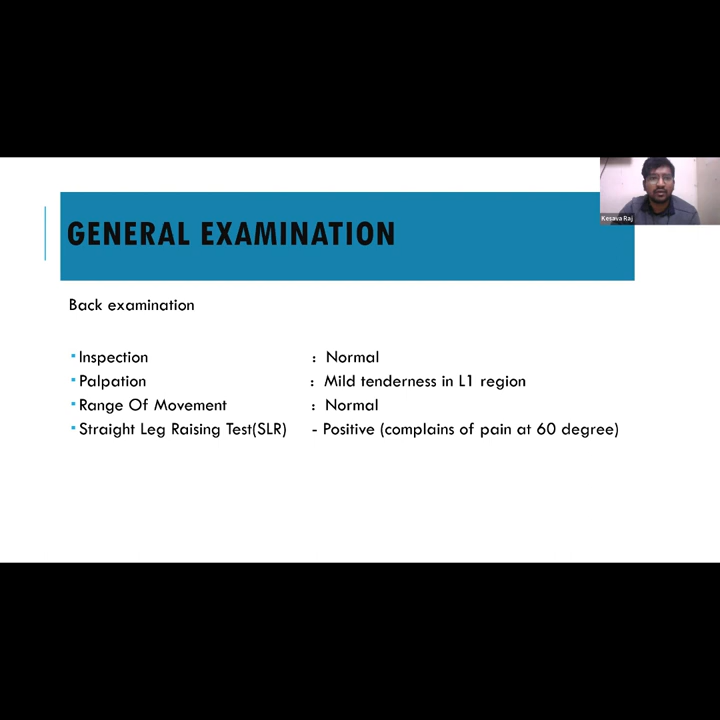 Kesava Raj
GENERAL EXAMINATION
Back examination
Inspection : Normal
Palpation : Mild tenderness in L1 region
Range Of Movement : Normal
Straight Leg Raising Test(SLR) - Positive (complains of pain at 60 degree)